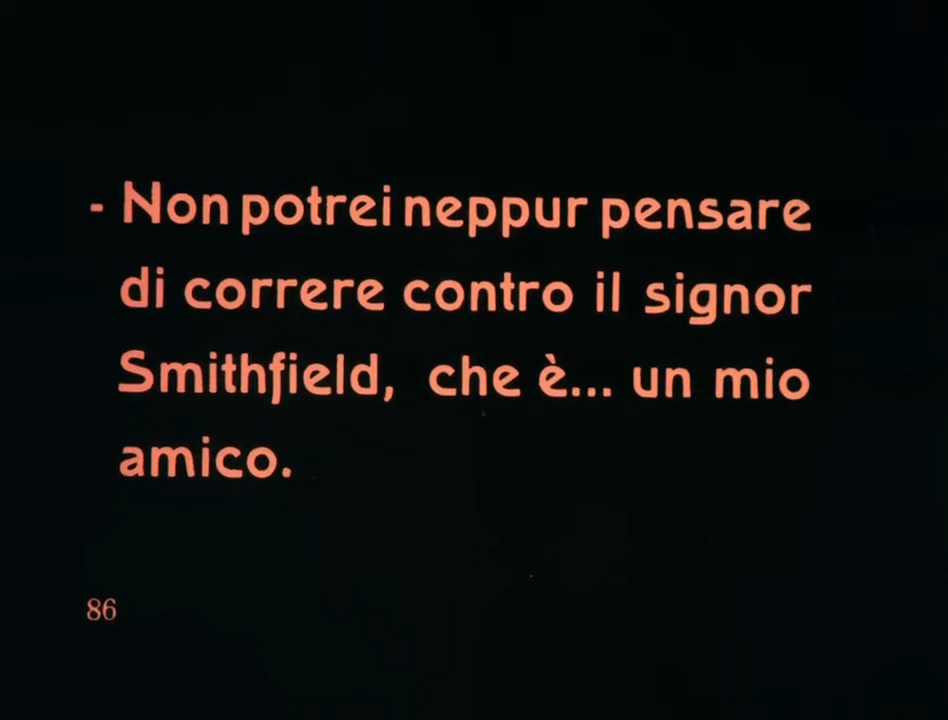 - Non potrei neppur pensare
di correre contro il signor
Smithfield, che è... un mio
amico.
86